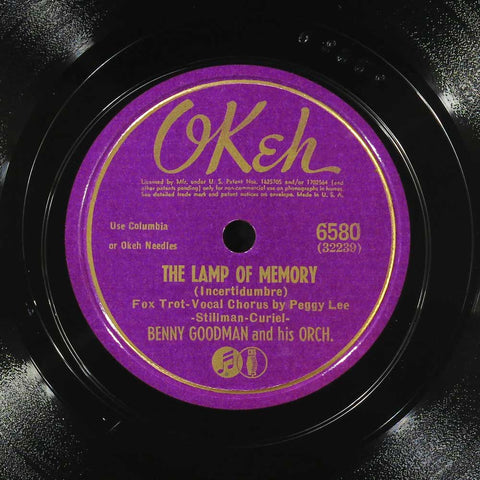 OKeh
Licensed by Mfr. under U. S. Patent Nos. 1625705 and/or 1702564 (and
other patents pending) only for non-commercial use on phonographs in homes.
See detailed trade mark and patent notices on envelope. Made in U. S. A.
Use Columbia
or Okeh Needles
6580
(32239)
THE LAMP OF MEMORY
(Incertidumbre)
Fox Trot-Vocal Chorus by Peggy Lee
-Stillman-Curiel-
BENNY GOODMAN and his ORCH.